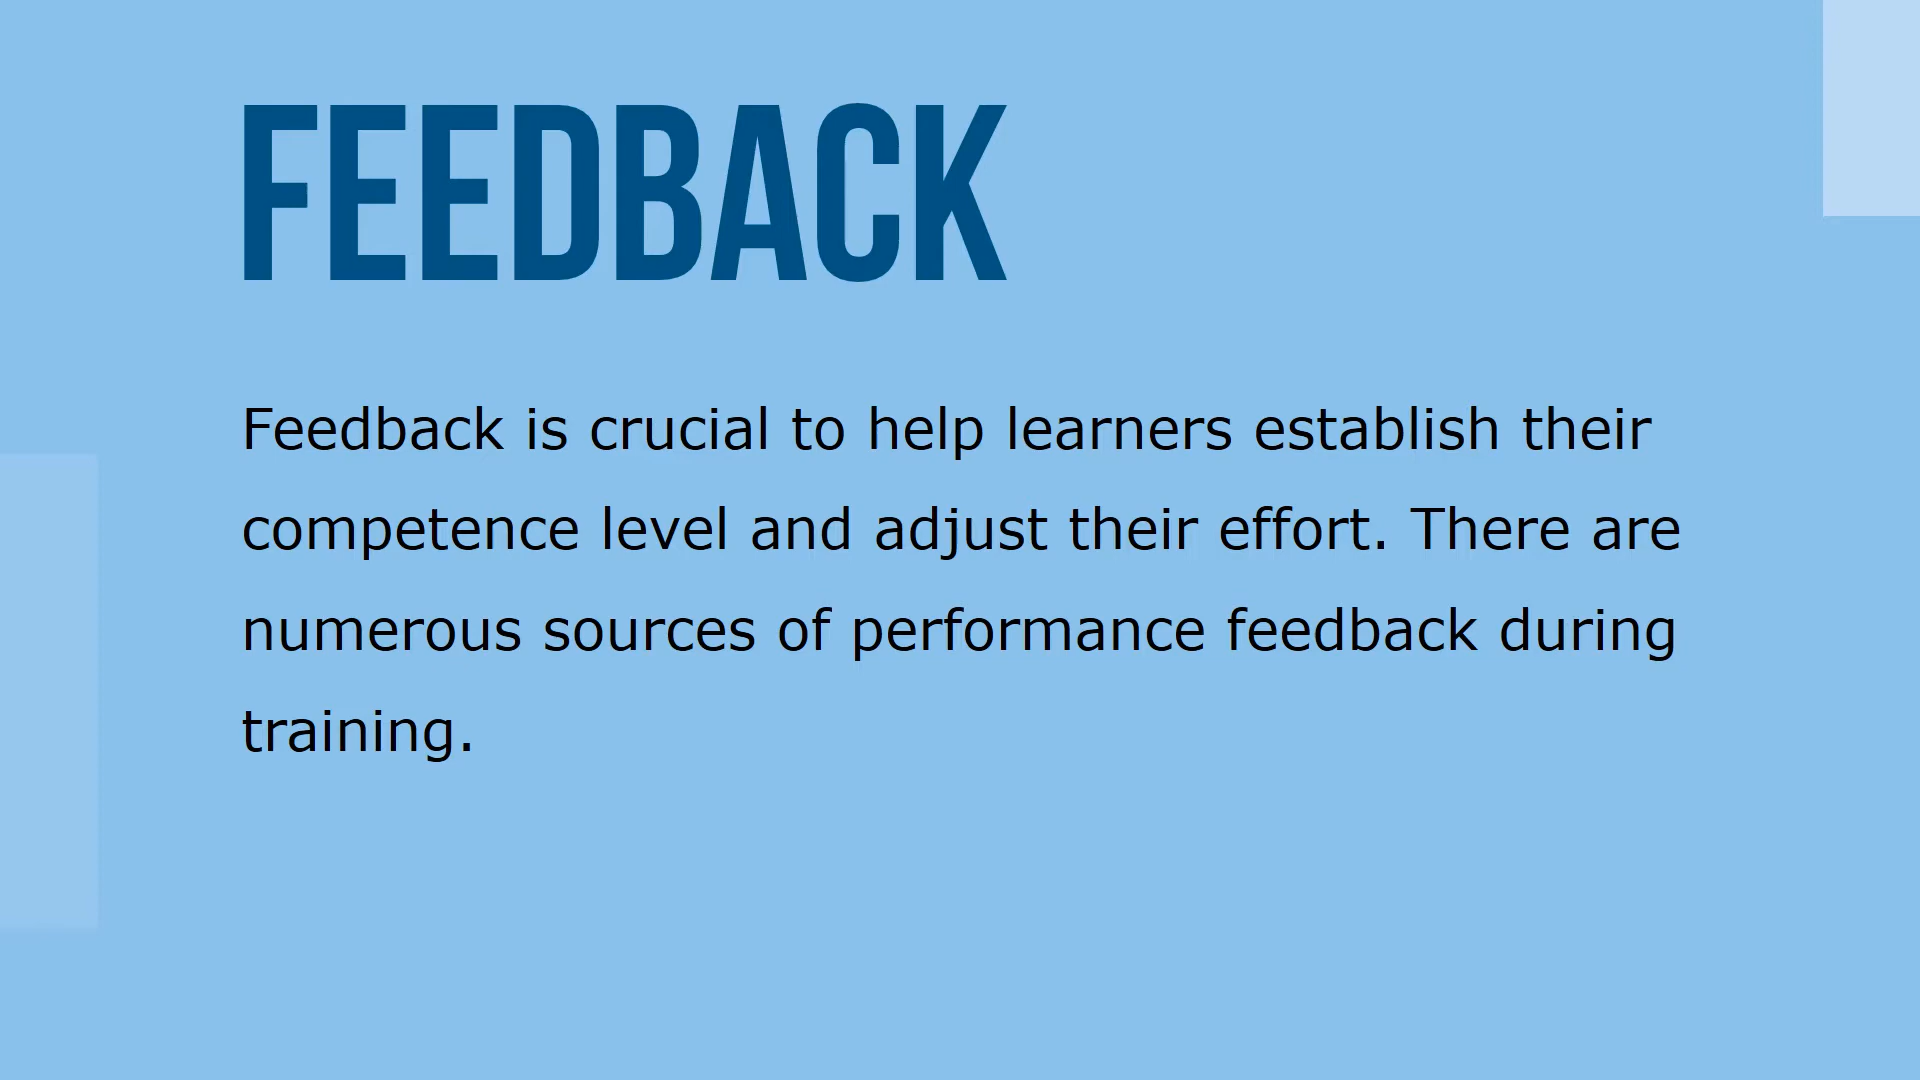 FEEDBACK
Feedback is crucial to help learners establish their
competence level and adjust their effort. There are
numerous sources of performance feedback during
training.